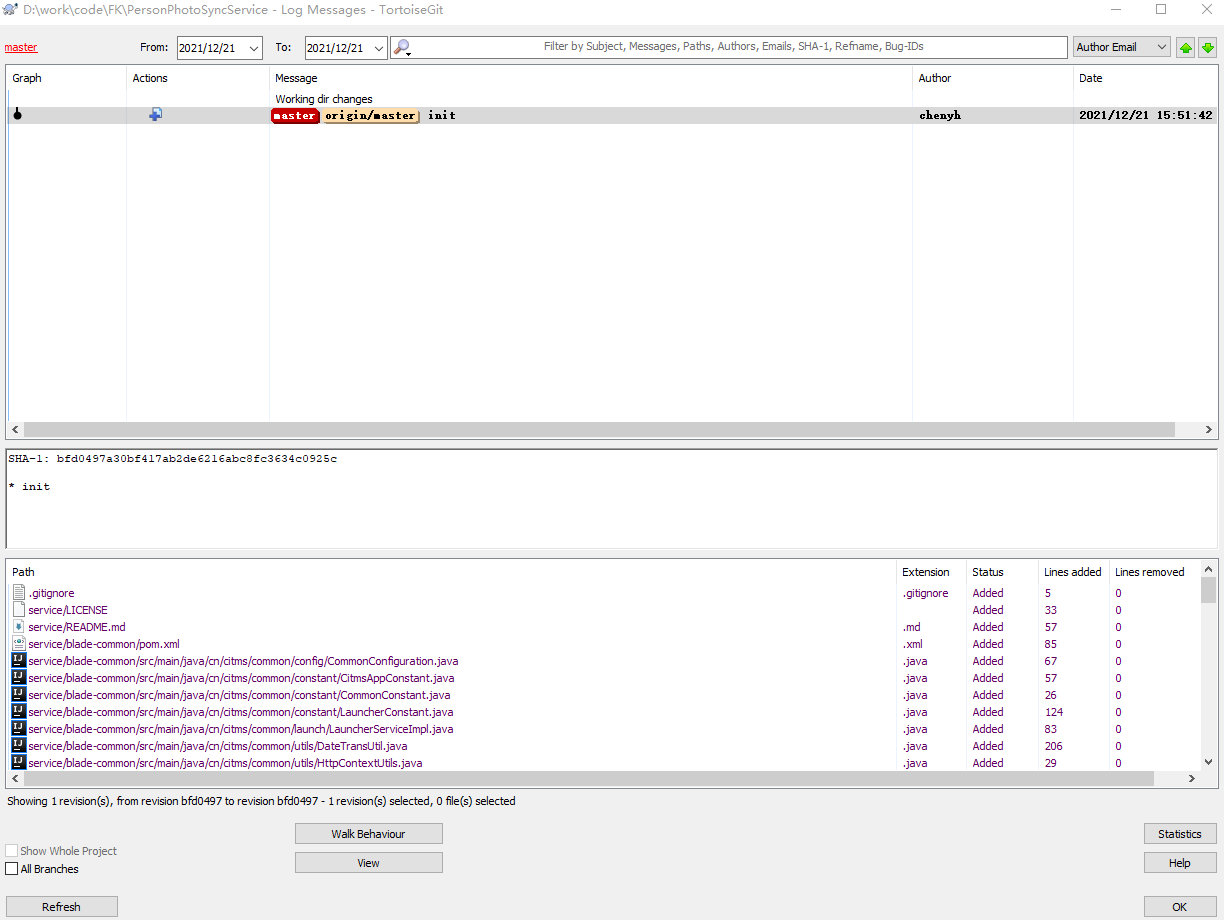 D:\work\code\FK\PersonPhotoSyncService - Log Messages - TortoiseGit
master From: 2021/12/21 To: 2021/12/21 Filter by Subject, Messages, Paths, Authors, Emails, SHA-1, Refname, Bug-IDs Author Email
Graph Actions Message Author Date
Working dir changes
master origin/master init chenyh 2021/12/21 15:51:42
SHA-1: bfd0497a30bf417ab2de6216abc8fc3634c0925c
* init
Path Extension Status Lines added Lines removed
.gitignore .gitignore Added 5 0
service/LICENSE Added 33 0
service/README.md .md Added 57 0
service/blade-common/pom.xml .xml Added 85 0
service/blade-common/src/main/java/cn/citms/common/config/CommonConfiguration.java .java Added 67 0
service/blade-common/src/main/java/cn/citms/common/constant/CitmsAppConstant.java .java Added 57 0
service/blade-common/src/main/java/cn/citms/common/constant/CommonConstant.java .java Added 26 0
service/blade-common/src/main/java/cn/citms/common/constant/LauncherConstant.java .java Added 124 0
service/blade-common/src/main/java/cn/citms/common/launch/LauncherServiceImpl.java .java Added 83 0
service/blade-common/src/main/java/cn/citms/common/utils/DateTransUtil.java .java Added 206 0
service/blade-common/src/main/java/cn/citms/common/utils/HttpContextUtils.java .java Added 29 0
Showing 1 revision(s), from revision bfd0497 to revision bfd0497 - 1 revision(s) selected, 0 file(s) selected
Walk Behaviour Statistics
Show Whole Project
View Help
All Branches
Refresh OK